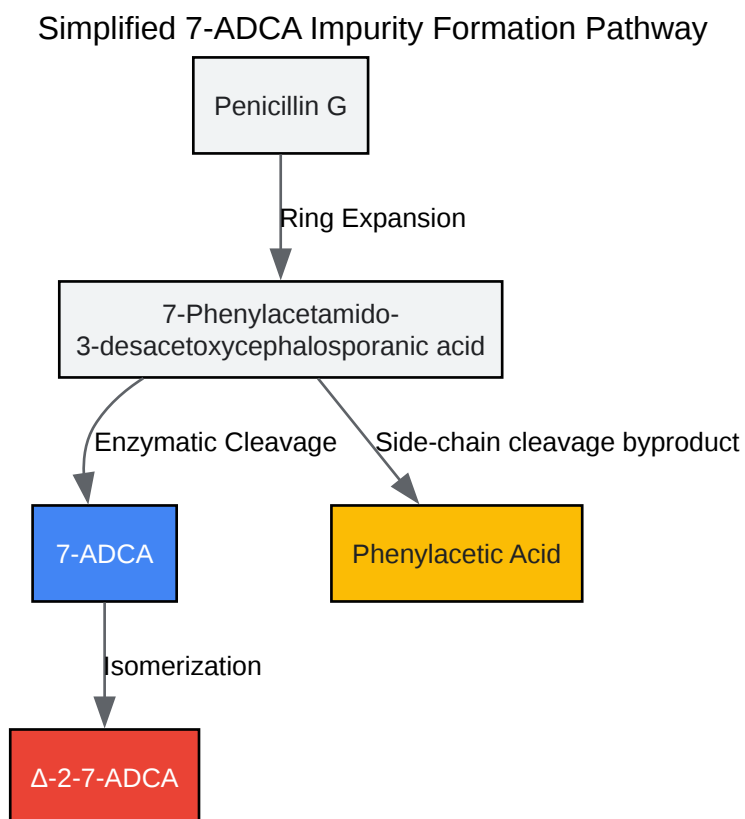 Simplified 7-ADCA Impurity Formation Pathway
Penicillin G
Ring Expansion
7-Phenylacetamido-
3-desacetoxycephalosporanic acid
Enzymatic Cleavage
Side-chain cleavage byproduct
7-ADCA
Phenylacetic Acid
Isomerization
Δ-2-7-ADCA